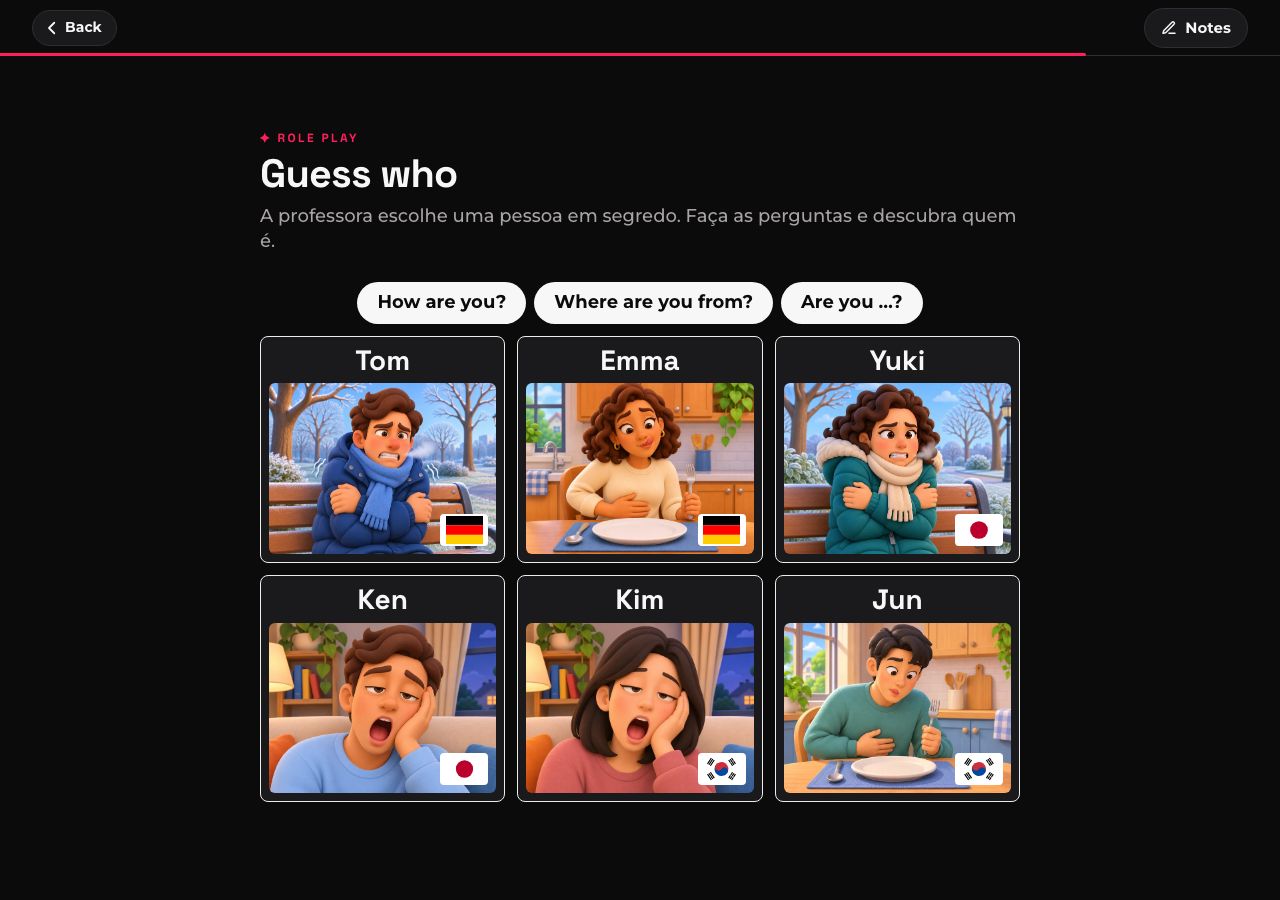 Back
Notes
ROLE PLAY
Guess who
A professora escolhe uma pessoa em segredo. Faça as perguntas e descubra quem
é.
How are you?
Where are you from?
Are you ...?
Tom
Emma
Yuki
Ken
Kim
Jun